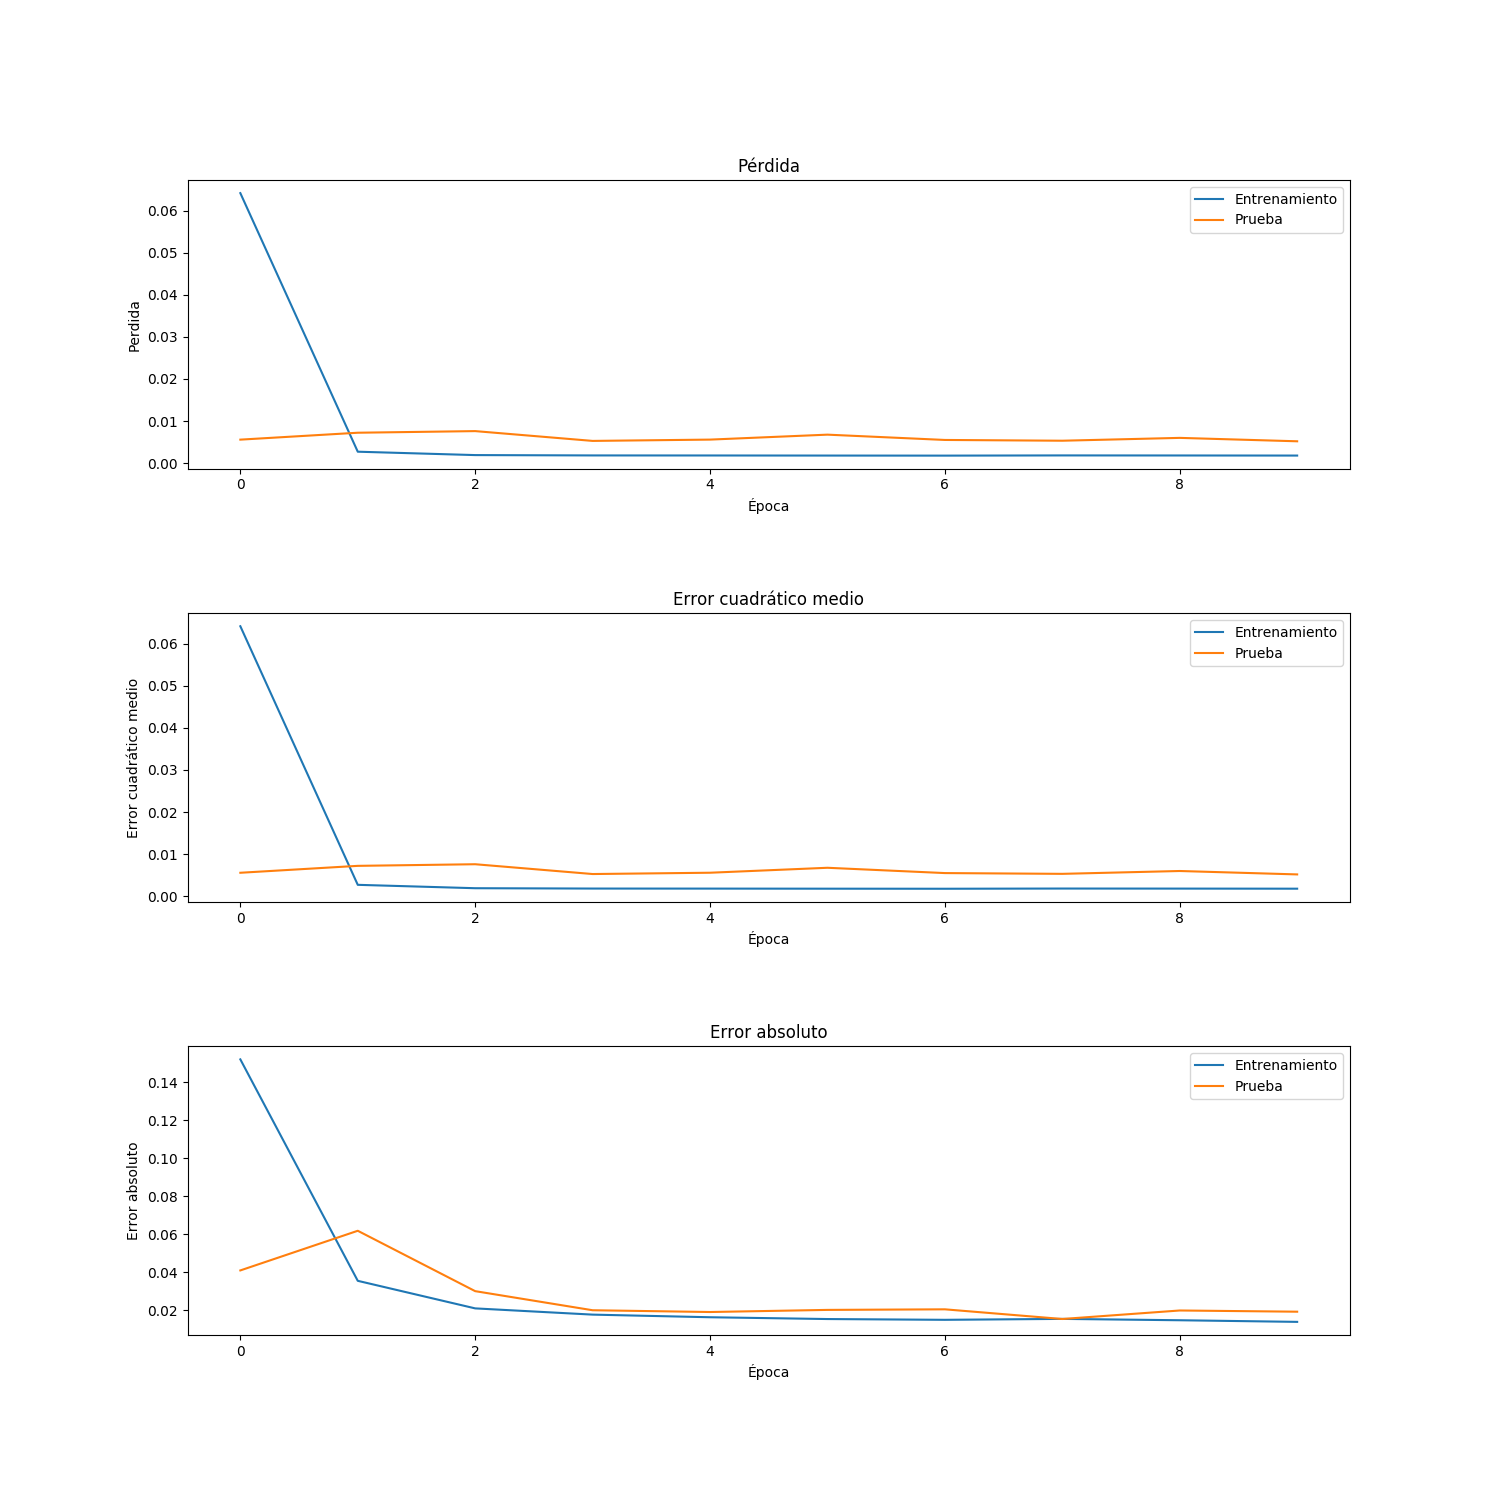 Pérdida
Entrenamiento
Prueba
0.06
0.05
0.04
0.03
0.02
0.01
0.00
Perdida
0 2 4 6 8
Época
Error cuadrático medio
Entrenamiento
Prueba
0.06
0.05
0.04
0.03
0.02
0.01
0.00
Error cuadrático medio
0 2 4 6 8
Época
Error absoluto
Entrenamiento
Prueba
0.14
0.12
0.10
0.08
0.06
0.04
0.02
Error absoluto
0 2 4 6 8
Época